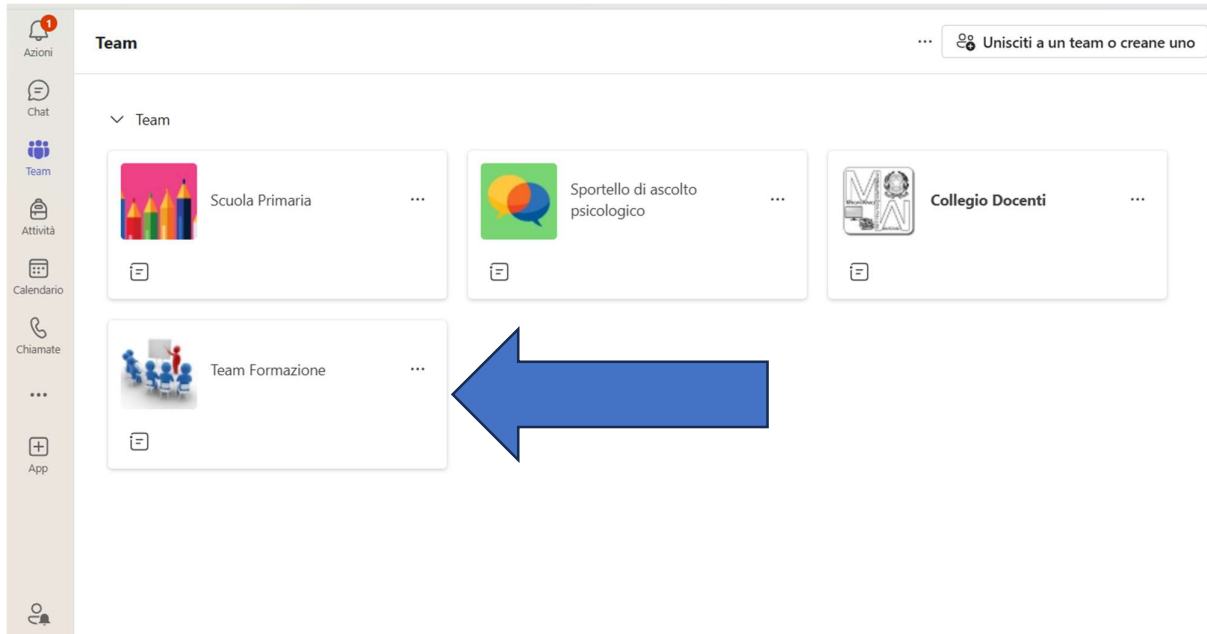 1
Azioni
Chat
Team
Attività
Calendario
Chiamate
App
Team
Unisciti a un team o creane uno
Team
Scuola Primaria
Sportello di ascolto
psicologico
Collegio Docenti
Team Formazione